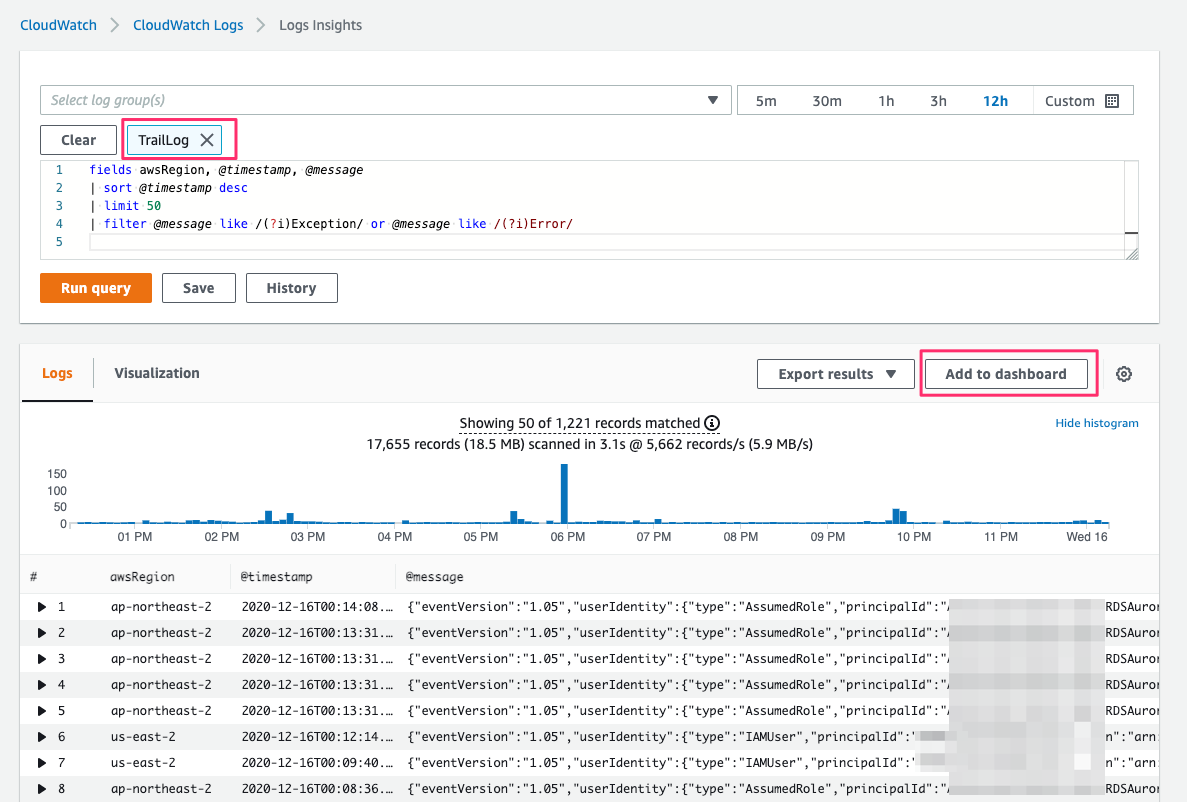 CloudWatch > CloudWatch Logs > Logs Insights
Select log group(s)
5m 30m 1h 3h 12h Custom
Clear TrailLog
1 fields awsRegion, @timestamp, @message
2 | sort @timestamp desc
3 | limit 50
4 | filter @message like /(?i)Exception/ or @message like /(?i)Error/
5
Run query Save History
Logs Visualization Export results Add to dashboard
Showing 50 of 1,221 records matched
Hide histogram
17,655 records (18.5 MB) scanned in 3.1s @ 5,662 records/s (5.9 MB/s)
150
100
50
0
01 PM 02 PM 03 PM 04 PM 05 PM 06 PM 07 PM 08 PM 09 PM 10 PM 11 PM Wed 16
# awsRegion @timestamp @message
1 ap-northeast-2 2020-12-16T00:14:08... {"eventVersion":"1.05","userIdentity":{"type":"AssumedRole","principalId":"A RDSAuror
2 ap-northeast-2 2020-12-16T00:13:31... {"eventVersion":"1.05","userIdentity":{"type":"AssumedRole","principalId":"A RDSAuror
3 ap-northeast-2 2020-12-16T00:13:31... {"eventVersion":"1.05","userIdentity":{"type":"AssumedRole","principalId":"A RDSAuror
4 ap-northeast-2 2020-12-16T00:13:31... {"eventVersion":"1.05","userIdentity":{"type":"AssumedRole","principalId":"A RDSAuror
5 ap-northeast-2 2020-12-16T00:13:31... {"eventVersion":"1.05","userIdentity":{"type":"AssumedRole","principalId":"A RDSAuror
6 us-east-2 2020-12-16T00:12:14... {"eventVersion":"1.05","userIdentity":{"type":"IAMUser","principalId":" n":"arn:
7 us-east-2 2020-12-16T00:09:40... {"eventVersion":"1.05","userIdentity":{"type":"IAMUser","principalId":" n":"arn:
8 ap-northeast-2 2020-12-16T00:08:36... {"eventVersion":"1.05","userIdentity":{"type":"AssumedRole","principalId":"A RDSAuror